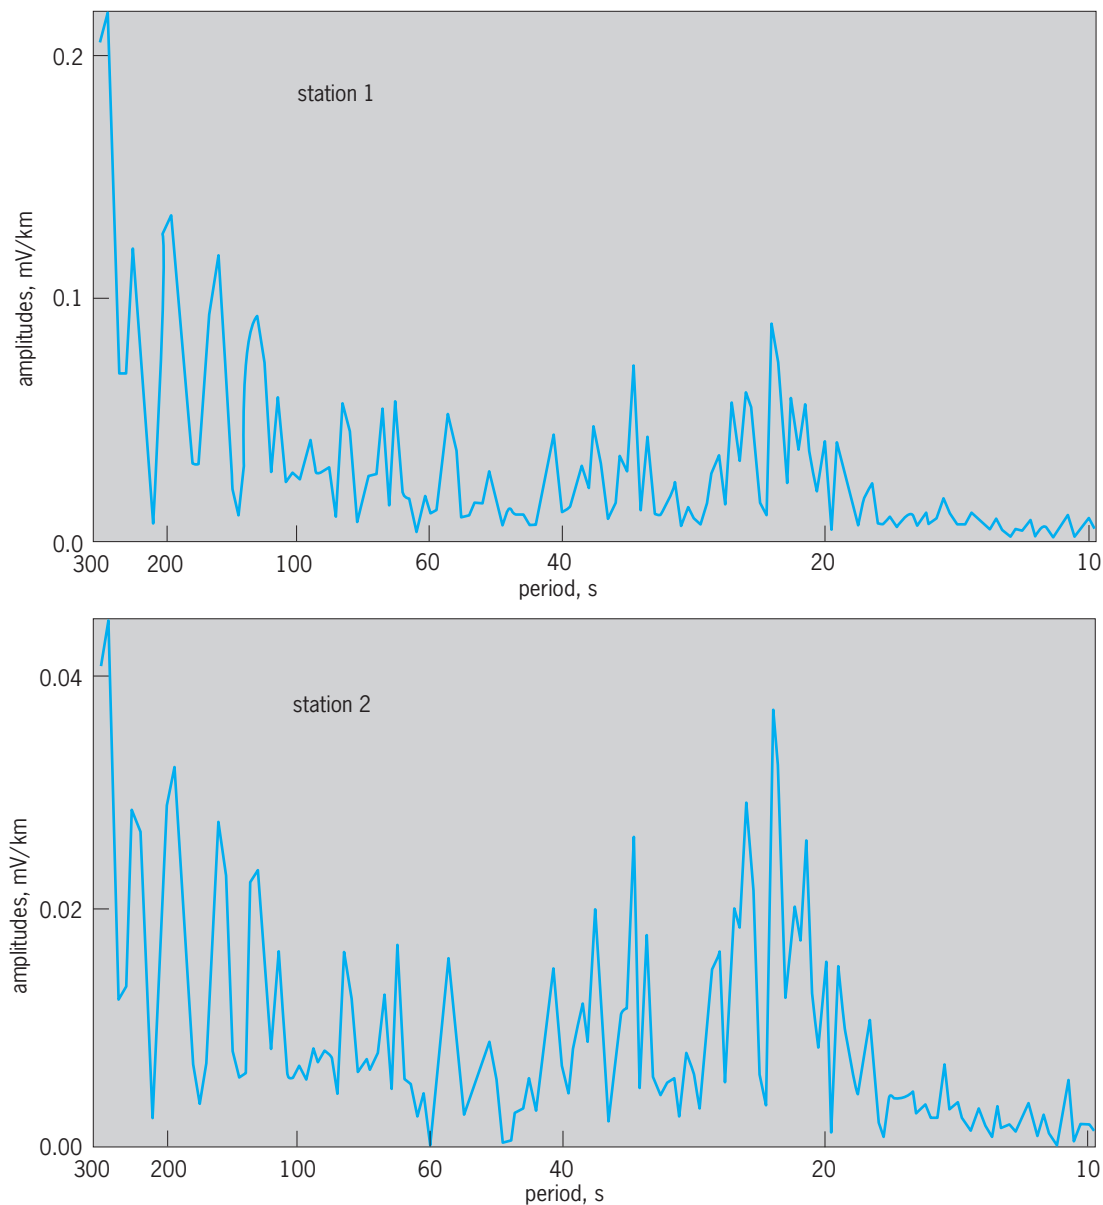 0.2
station 1
amplitudes, mV/km
0.1
0.0
300 200 100 60 40 20 10
period, s
0.04
station 2
amplitudes, mV/km
0.02
0.00
300 200 100 60 40 20 10
period, s